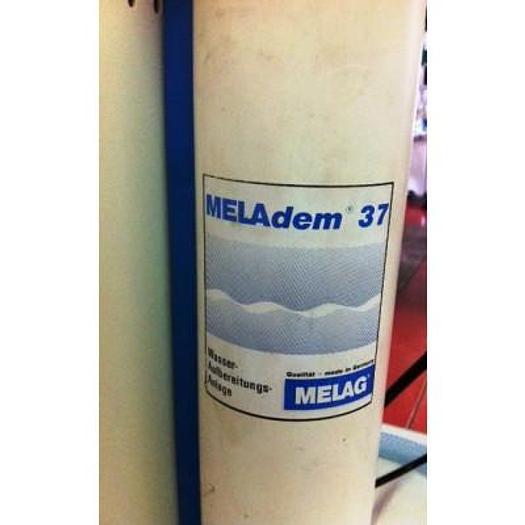 MELAdem® 37
Wasser-
Aufbereitungs-
Anlage
Qualität - made in Germany
MELAG®